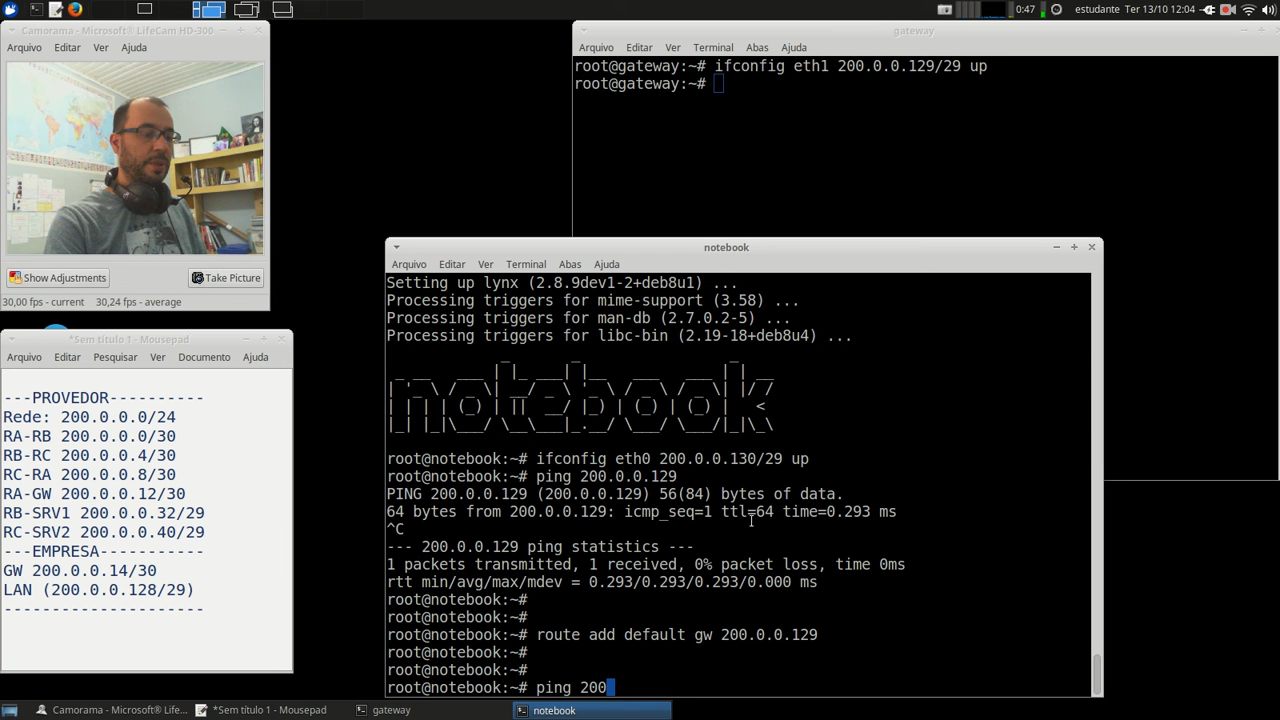 0:47
estudante
Ter 13/10 12:04
Camorama - Microsoft® LifeCam HD-300
Arquivo Editar Ver Ajuda
Show Adjustments
Take Picture
30,00 fps - current 30,24 fps - average
*Sem título 1 - Mousepad
Arquivo Editar Pesquisar Ver Documento Ajuda
---PROVEDOR----------
Rede: 200.0.0.0/24
RA-RB 200.0.0.0/30
RB-RC 200.0.0.4/30
RC-RA 200.0.0.8/30
RA-GW 200.0.0.12/30
RB-SRV1 200.0.0.32/29
RC-SRV2 200.0.0.40/29
---EMPRESA-----------
GW 200.0.0.14/30
LAN (200.0.0.128/29)
---------------------
gateway
Arquivo Editar Ver Terminal Abas Ajuda
root@gateway:~# ifconfig eth1 200.0.0.129/29 up
root@gateway:~#
notebook
Arquivo Editar Ver Terminal Abas Ajuda
Setting up lynx (2.8.9dev1-2+deb8u1) ...
Processing triggers for mime-support (3.58) ...
Processing triggers for man-db (2.7.0.2-5) ...
Processing triggers for libc-bin (2.19-18+deb8u4) ...
notebook
root@notebook:~# ifconfig eth0 200.0.0.130/29 up
root@notebook:~# ping 200.0.0.129
PING 200.0.0.129 (200.0.0.129) 56(84) bytes of data.
64 bytes from 200.0.0.129: icmp_seq=1 ttl=64 time=0.293 ms
^C
--- 200.0.0.129 ping statistics ---
1 packets transmitted, 1 received, 0% packet loss, time 0ms
rtt min/avg/max/mdev = 0.293/0.293/0.293/0.000 ms
root@notebook:~#
root@notebook:~#
root@notebook:~# route add default gw 200.0.0.129
root@notebook:~#
root@notebook:~#
root@notebook:~# ping 200
Camorama - Microsoft® LifeC...
*Sem título 1 - Mousepad
gateway
notebook